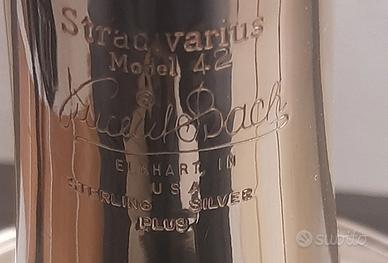 Stradivarius
Model 42
®
Vincent Bach
ELKHART, IN
USA
STERLING SILVER
PLUS
subito